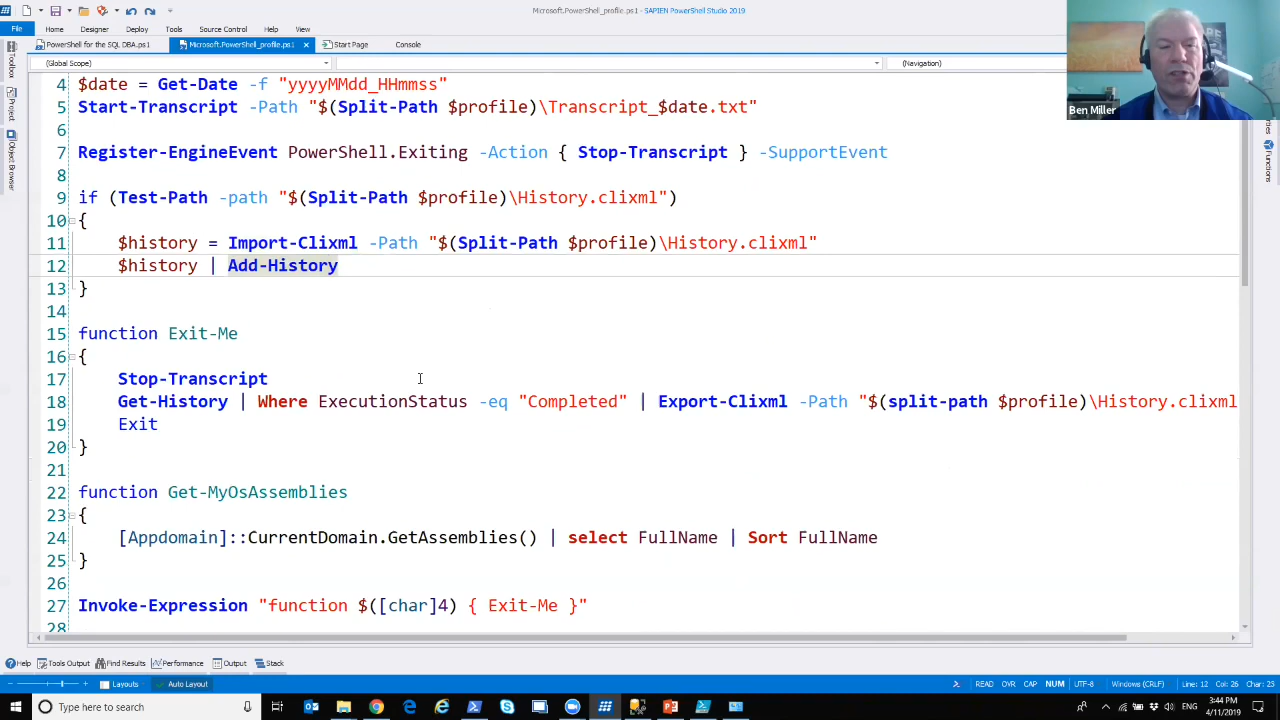 Microsoft.PowerShell_profile.ps1 - SAPIEN PowerShell Studio 2019
File Home Designer Deploy Tools Source Control View Help
PowerShell for the SQL DBA.ps1 Microsoft.PowerShell_profile.ps1 × Start Page Console
(Global Scope) (Navigation)
Ben Miller
Toolbox
Project
Object Browser
Functions
4 $date = Get-Date -f "yyyyMMdd_HHmmss"
5 Start-Transcript -Path "$(Split-Path $profile)\Transcript_$date.txt"
6
7 Register-EngineEvent PowerShell.Exiting -Action { Stop-Transcript } -SupportEvent
8
9 if (Test-Path -path "$(Split-Path $profile)\History.clixml")
10 {
11 $history = Import-Clixml -Path "$(Split-Path $profile)\History.clixml"
12 $history | Add-History
13 }
14
15 function Exit-Me
16 {
17 Stop-Transcript
18 Get-History | Where ExecutionStatus -eq "Completed" | Export-Clixml -Path "$(split-path $profile)\History.clixml
19 Exit
20 }
21
22 function Get-MyOsAssemblies
23 {
24 [Appdomain]::CurrentDomain.GetAssemblies() | select FullName | Sort FullName
25 }
26
27 Invoke-Expression "function $([char]4) { Exit-Me }"
28
Help Tools Output Find Results Performance Output Stack
Layouts Auto Layout READ OVR CAP NUM UTF-8 Windows (CRLF) Line: 12 Col: 26 Char: 23
Type here to search ENG 3:44 PM
4/11/2019